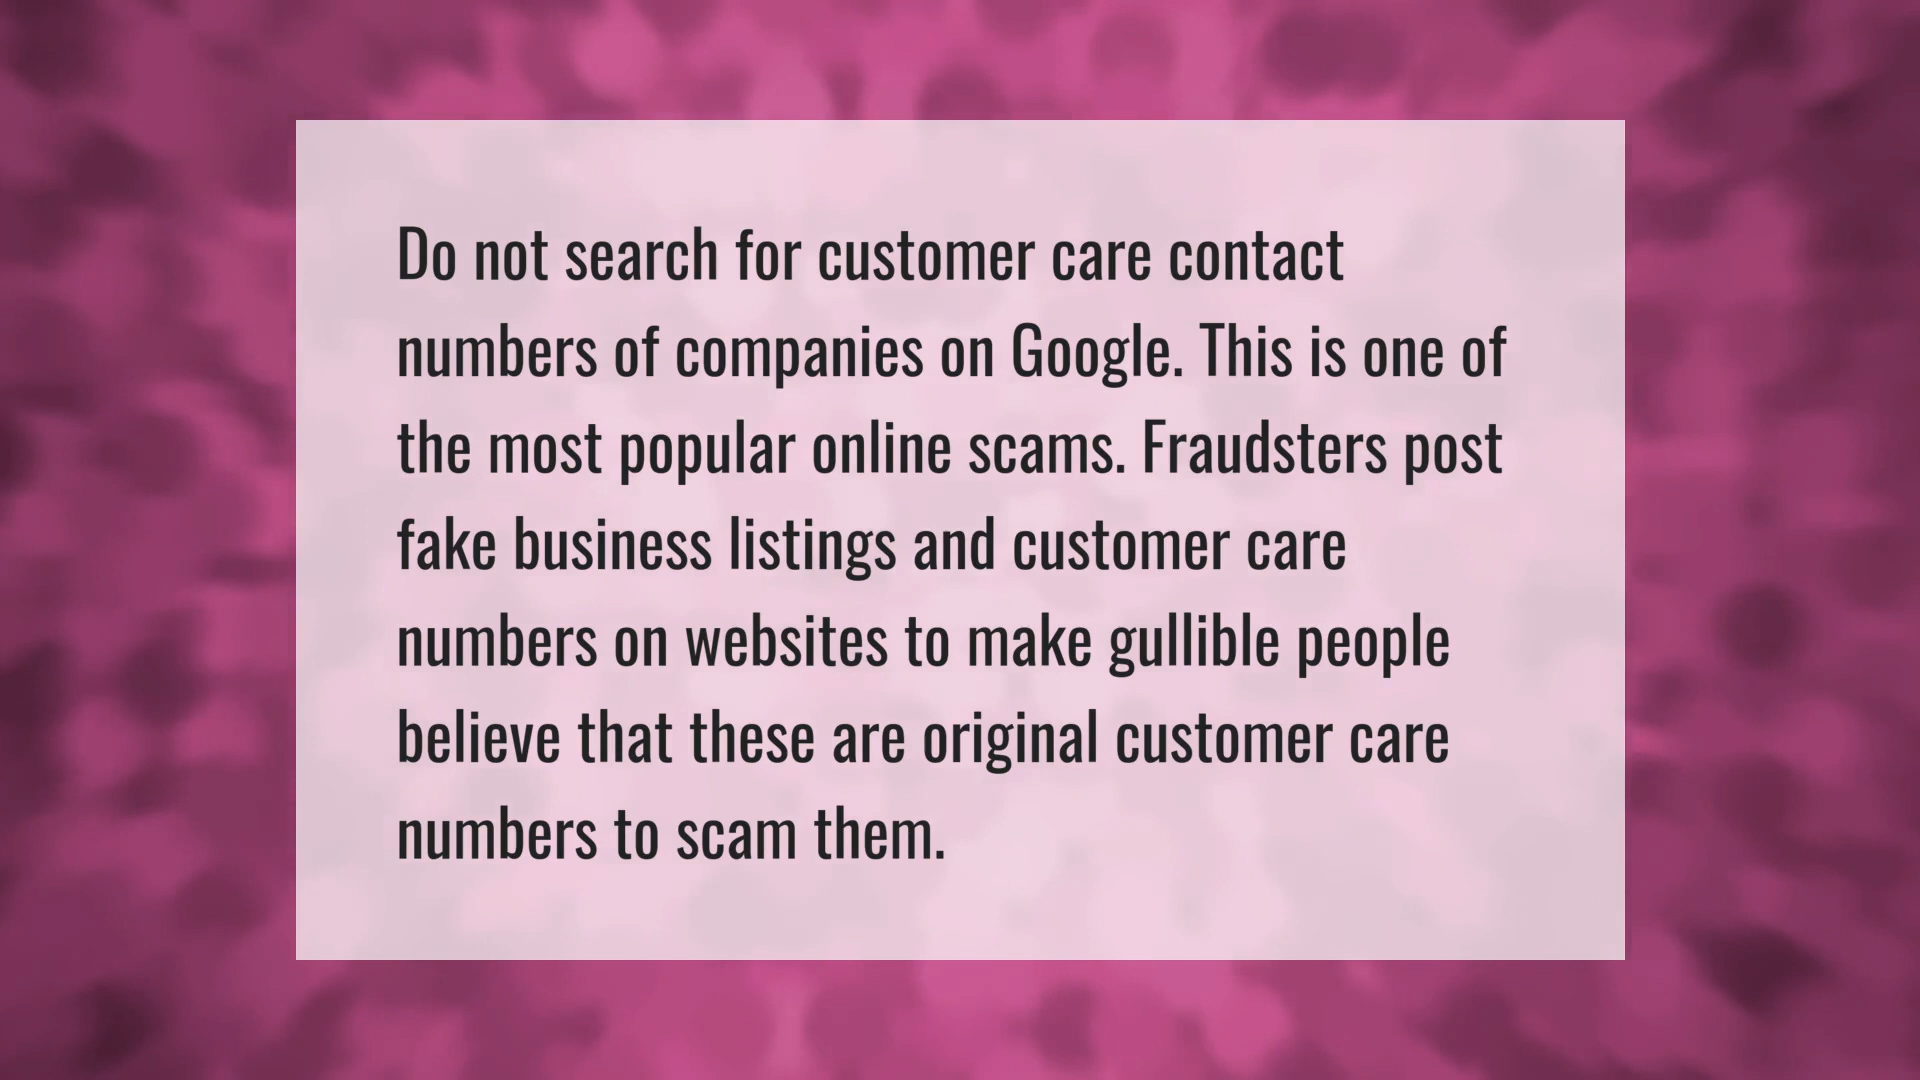 Do not search for customer care contact
numbers of companies on Google. This is one of
the most popular online scams. Fraudsters post
fake business listings and customer care
numbers on websites to make gullible people
believe that these are original customer care
numbers to scam them.